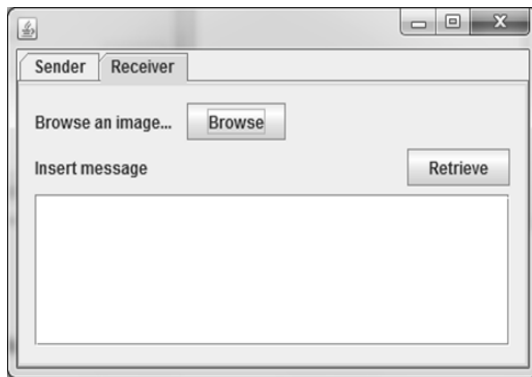 Sender Receiver
Browse an image... Browse
Insert message Retrieve